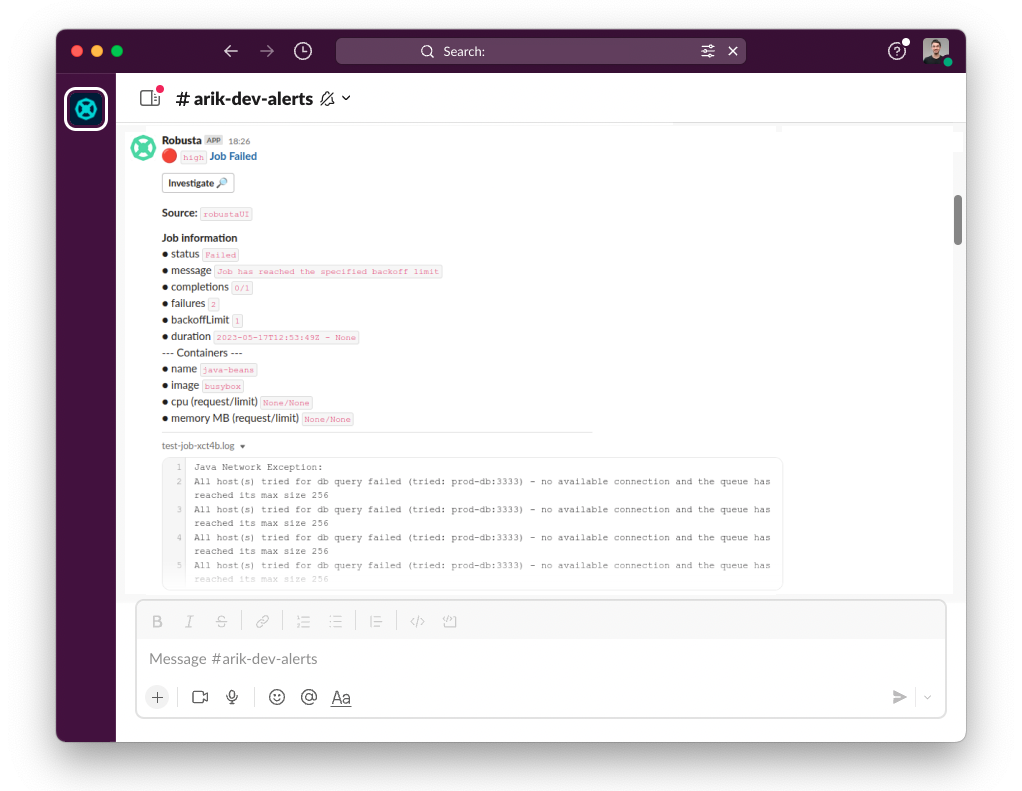 Search:
# arik-dev-alerts
Robusta APP 18:26
high Job Failed
Investigate
Source: robustaUI
Job information
• status Failed
• message Job has reached the specified backoff limit
• completions 0/1
• failures 2
• backoffLimit 1
• duration 2023-05-17T12:53:49Z - None
--- Containers ---
• name java-beans
• image busybox
• cpu (request/limit) None/None
• memory MB (request/limit) None/None
test-job-xct4b.log
1 Java Network Exception:
2 All host(s) tried for db query failed (tried: prod-db:3333) - no available connection and the queue has
reached its max size 256
3 All host(s) tried for db query failed (tried: prod-db:3333) - no available connection and the queue has
reached its max size 256
4 All host(s) tried for db query failed (tried: prod-db:3333) - no available connection and the queue has
reached its max size 256
5 All host(s) tried for db query failed (tried: prod-db:3333) - no available connection and the queue has
reached its max size 256
Message #arik-dev-alerts
Aa